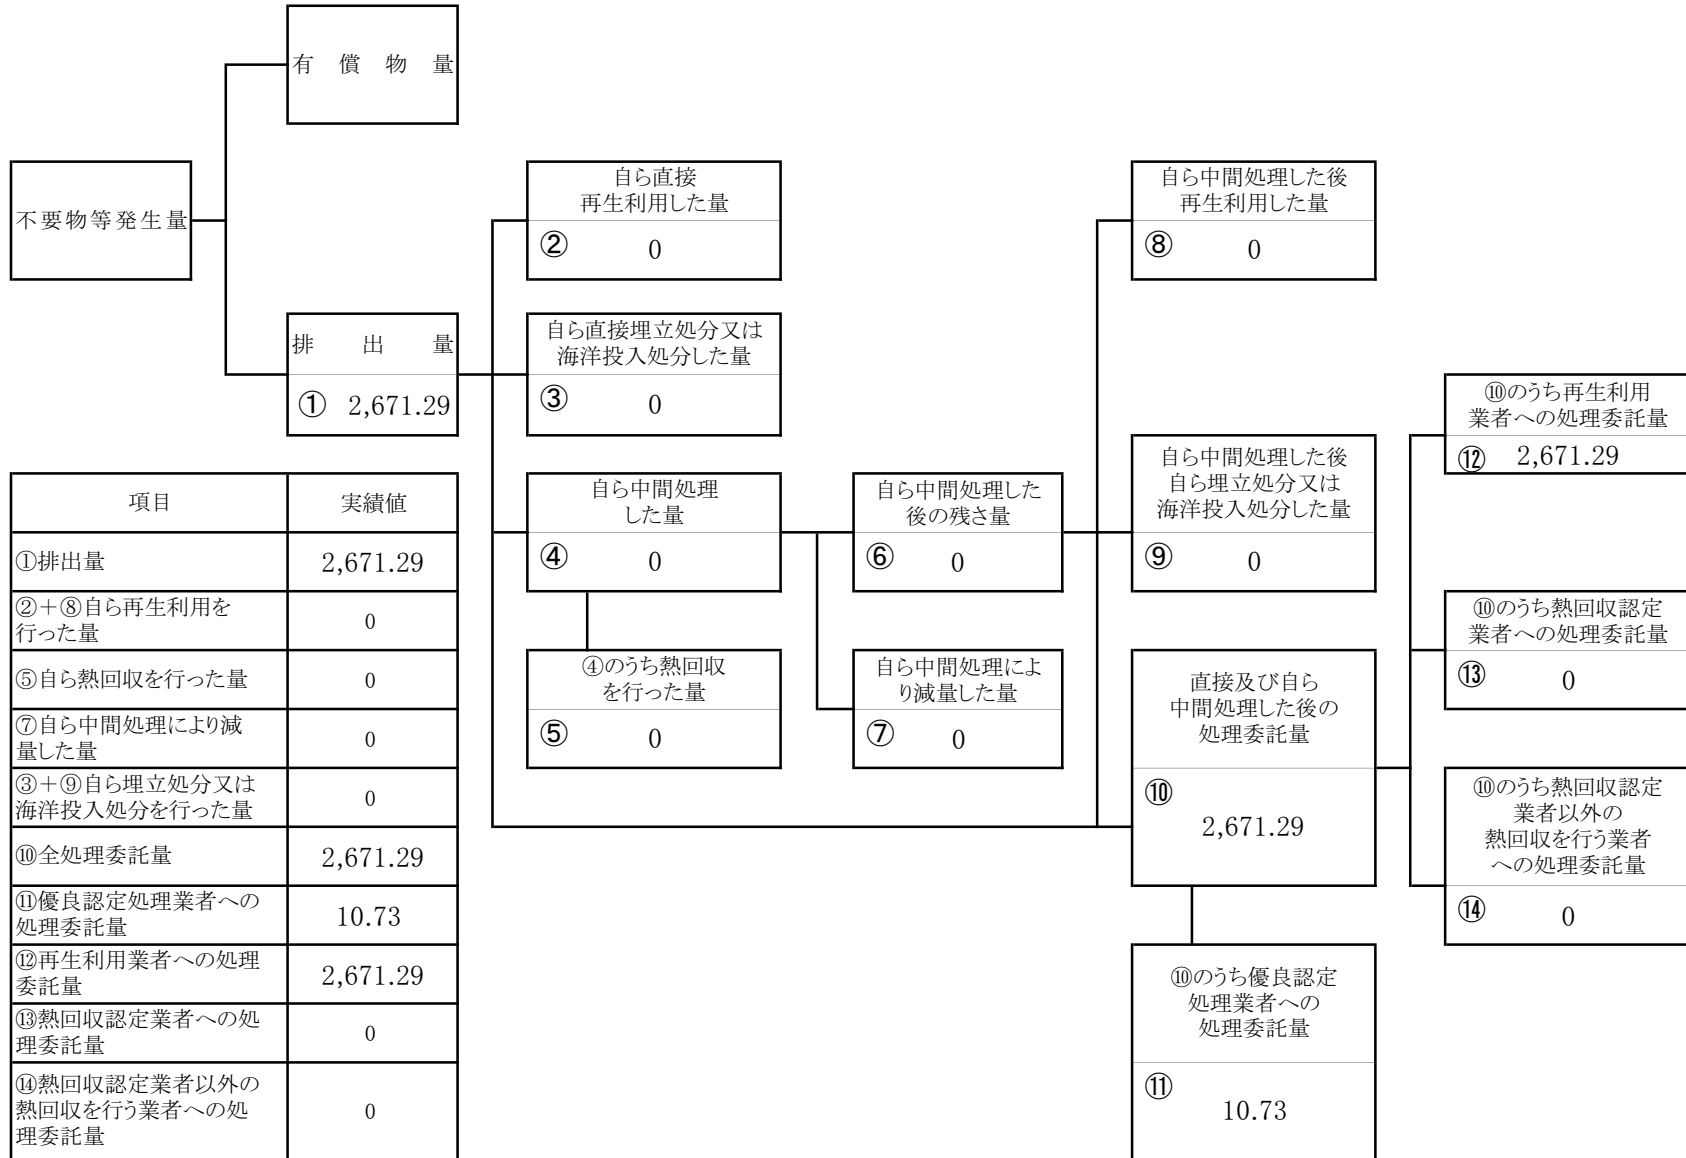 有償物量
不要物等発生量
排出量
① 2,671.29
自ら直接
再生利用した量
② 0
自ら直接埋立処分又は
海洋投入処分した量
③ 0
自ら中間処理
した量
④ 0
④のうち熱回収
を行った量
⑤ 0
自ら中間処理した
後の残さ量
⑥ 0
自ら中間処理によ
り減量した量
⑦ 0
自ら中間処理した後
再生利用した量
⑧ 0
自ら中間処理した後
自ら埋立処分又は
海洋投入処分した量
⑨ 0
直接及び自ら
中間処理した後の
処理委託量
⑩
2,671.29
⑩のうち優良認定
処理業者への
処理委託量
⑪
10.73
⑩のうち再生利用
業者への処理委託量
⑫ 2,671.29
⑩のうち熱回収認定
業者への処理委託量
⑬ 0
⑩のうち熱回収認定
業者以外の
熱回収を行う業者
への処理委託量
⑭ 0
項目 実績値
①排出量 2,671.29
②＋⑧自ら再生利用を
行った量 0
⑤自ら熱回収を行った量 0
⑦自ら中間処理により減
量した量 0
③＋⑨自ら埋立処分又は
海洋投入処分を行った量 0
⑩全処理委託量 2,671.29
⑪優良認定処理業者への
処理委託量 10.73
⑫再生利用業者への処理
委託量 2,671.29
⑬熱回収認定業者への処
理委託量 0
⑭熱回収認定業者以外の
熱回収を行う業者への処
理委託量 0